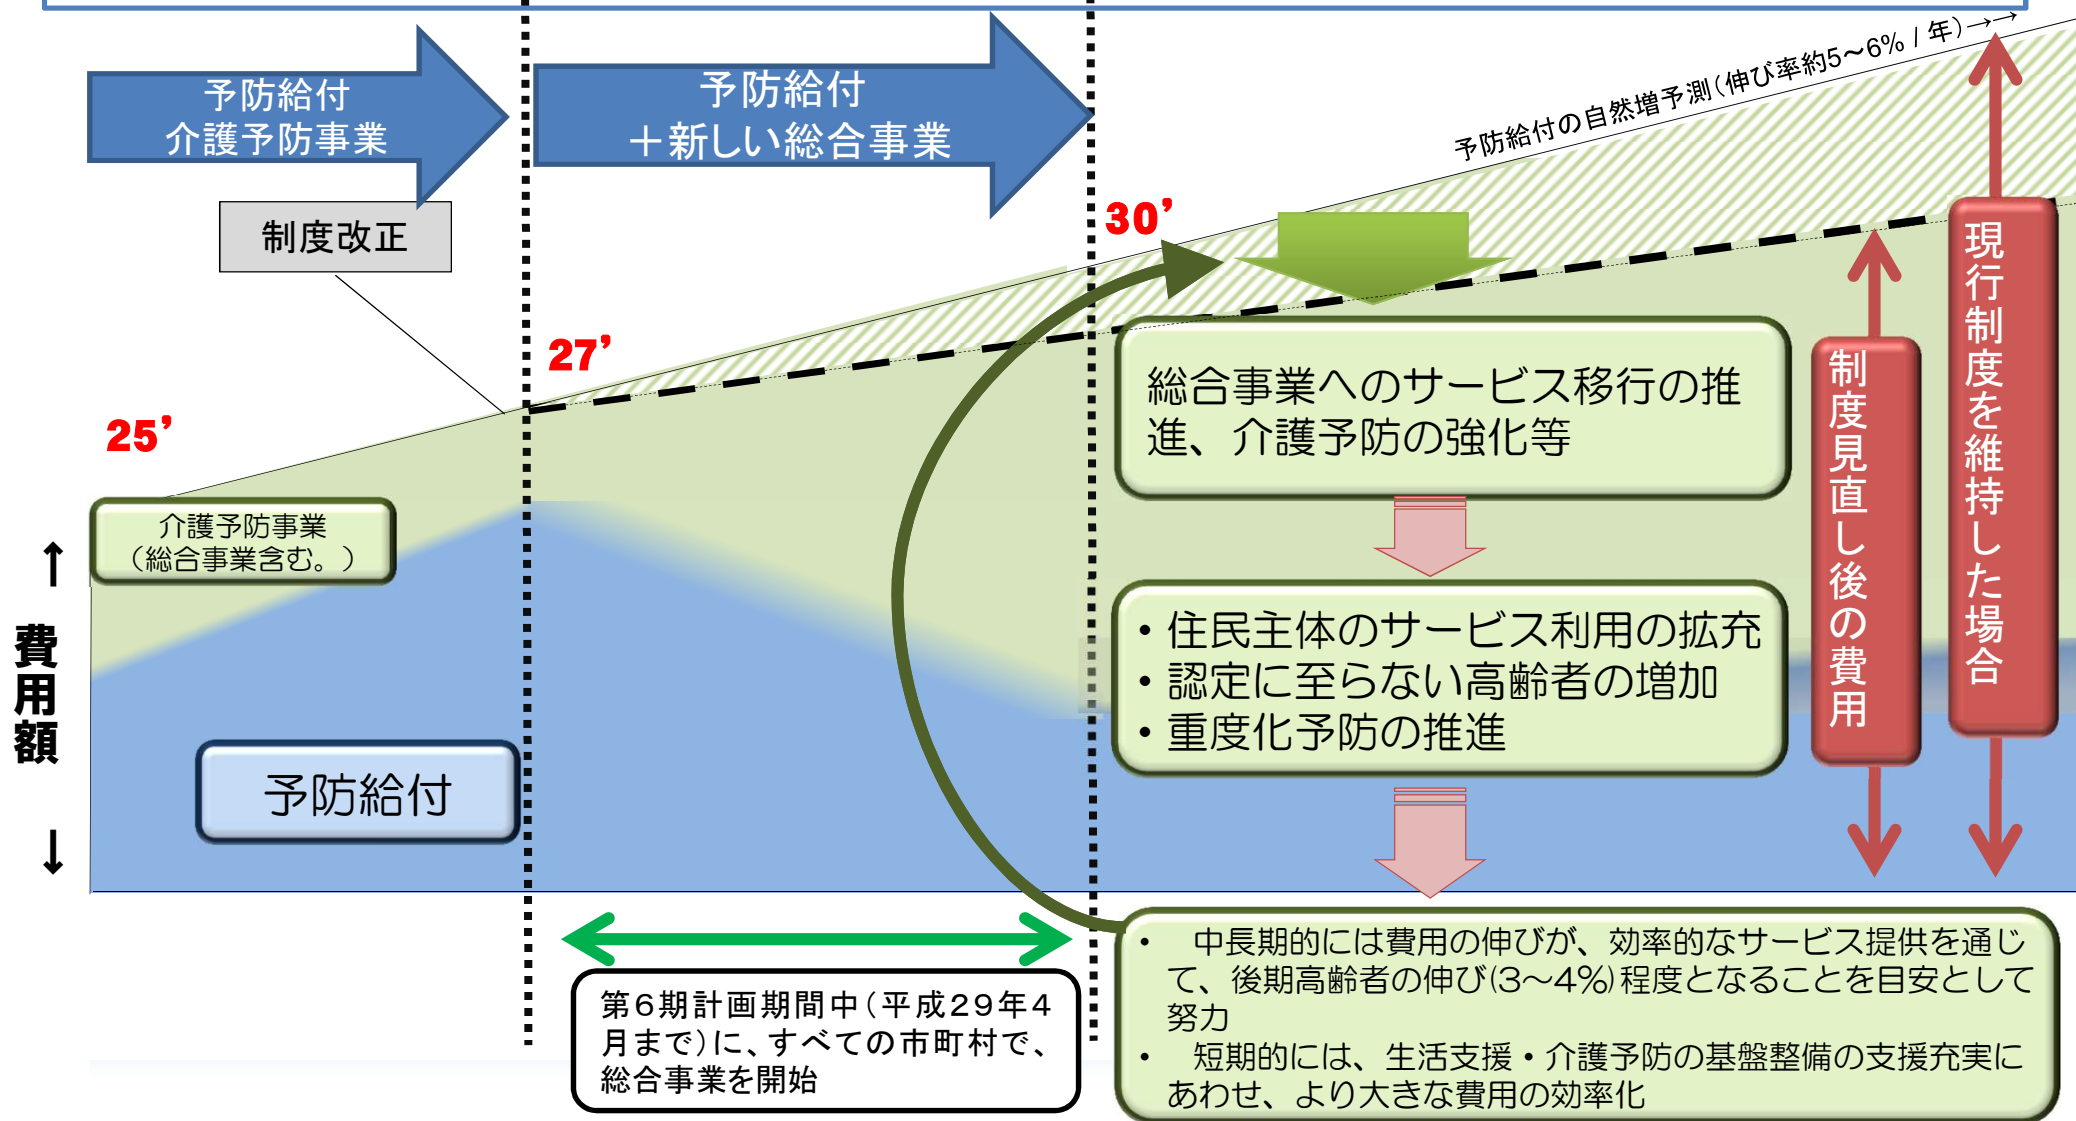 予防給付
介護予防事業
予防給付
＋新しい総合事業
予防給付の自然増予測（伸び率約5～6% / 年）→→
制度改正
25’
27’
30’
介護予防事業
（総合事業含む。）
予防給付
↑
費用額
↓
総合事業へのサービス移行の推
進、介護予防の強化等
・住民主体のサービス利用の拡充
・認定に至らない高齢者の増加
・重度化予防の推進
制度見直し後の費用
現行制度を維持した場合
第６期計画期間中（平成２９年４
月まで）に、すべての市町村で、
総合事業を開始
• 中長期的には費用の伸びが、効率的なサービス提供を通じ
て、後期高齢者の伸び(3～4%)程度となることを目安として
努力
• 短期的には、生活支援・介護予防の基盤整備の支援充実に
あわせ、より大きな費用の効率化